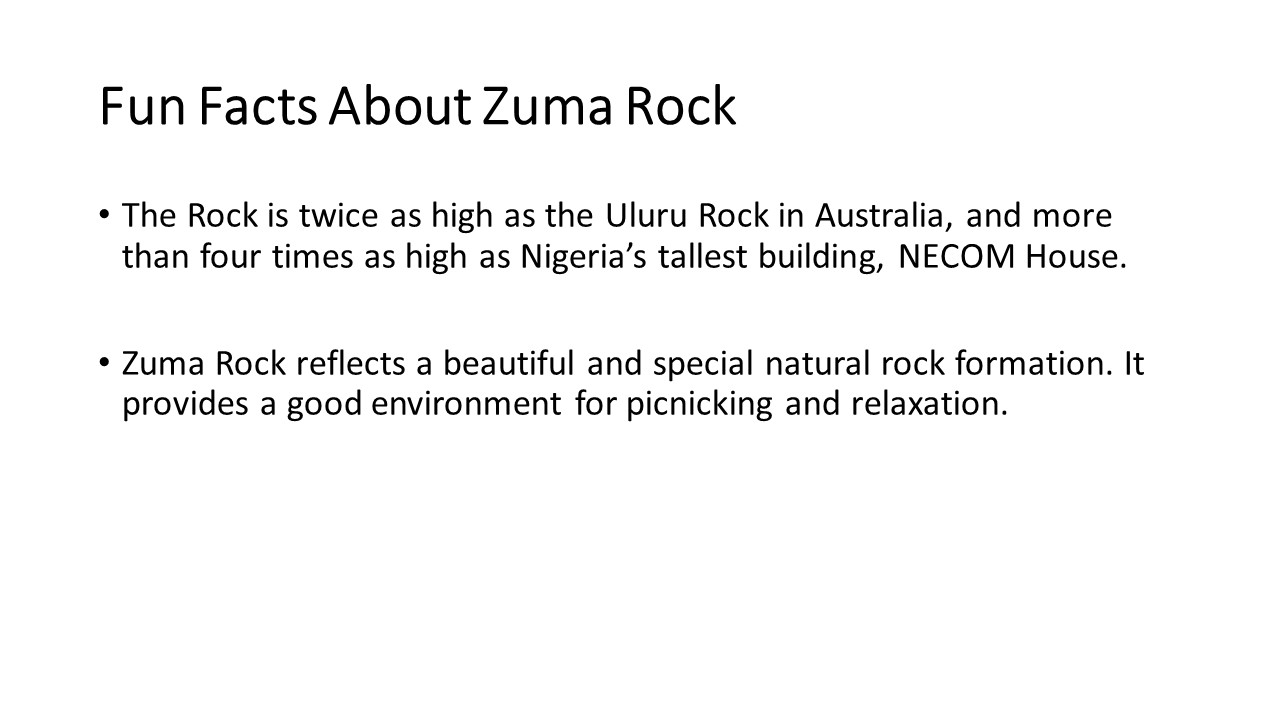 Fun Facts About Zuma Rock
• The Rock is twice as high as the Uluru Rock in Australia, and more
than four times as high as Nigeria’s tallest building, NECOM House.
• Zuma Rock reflects a beautiful and special natural rock formation. It
provides a good environment for picnicking and relaxation.